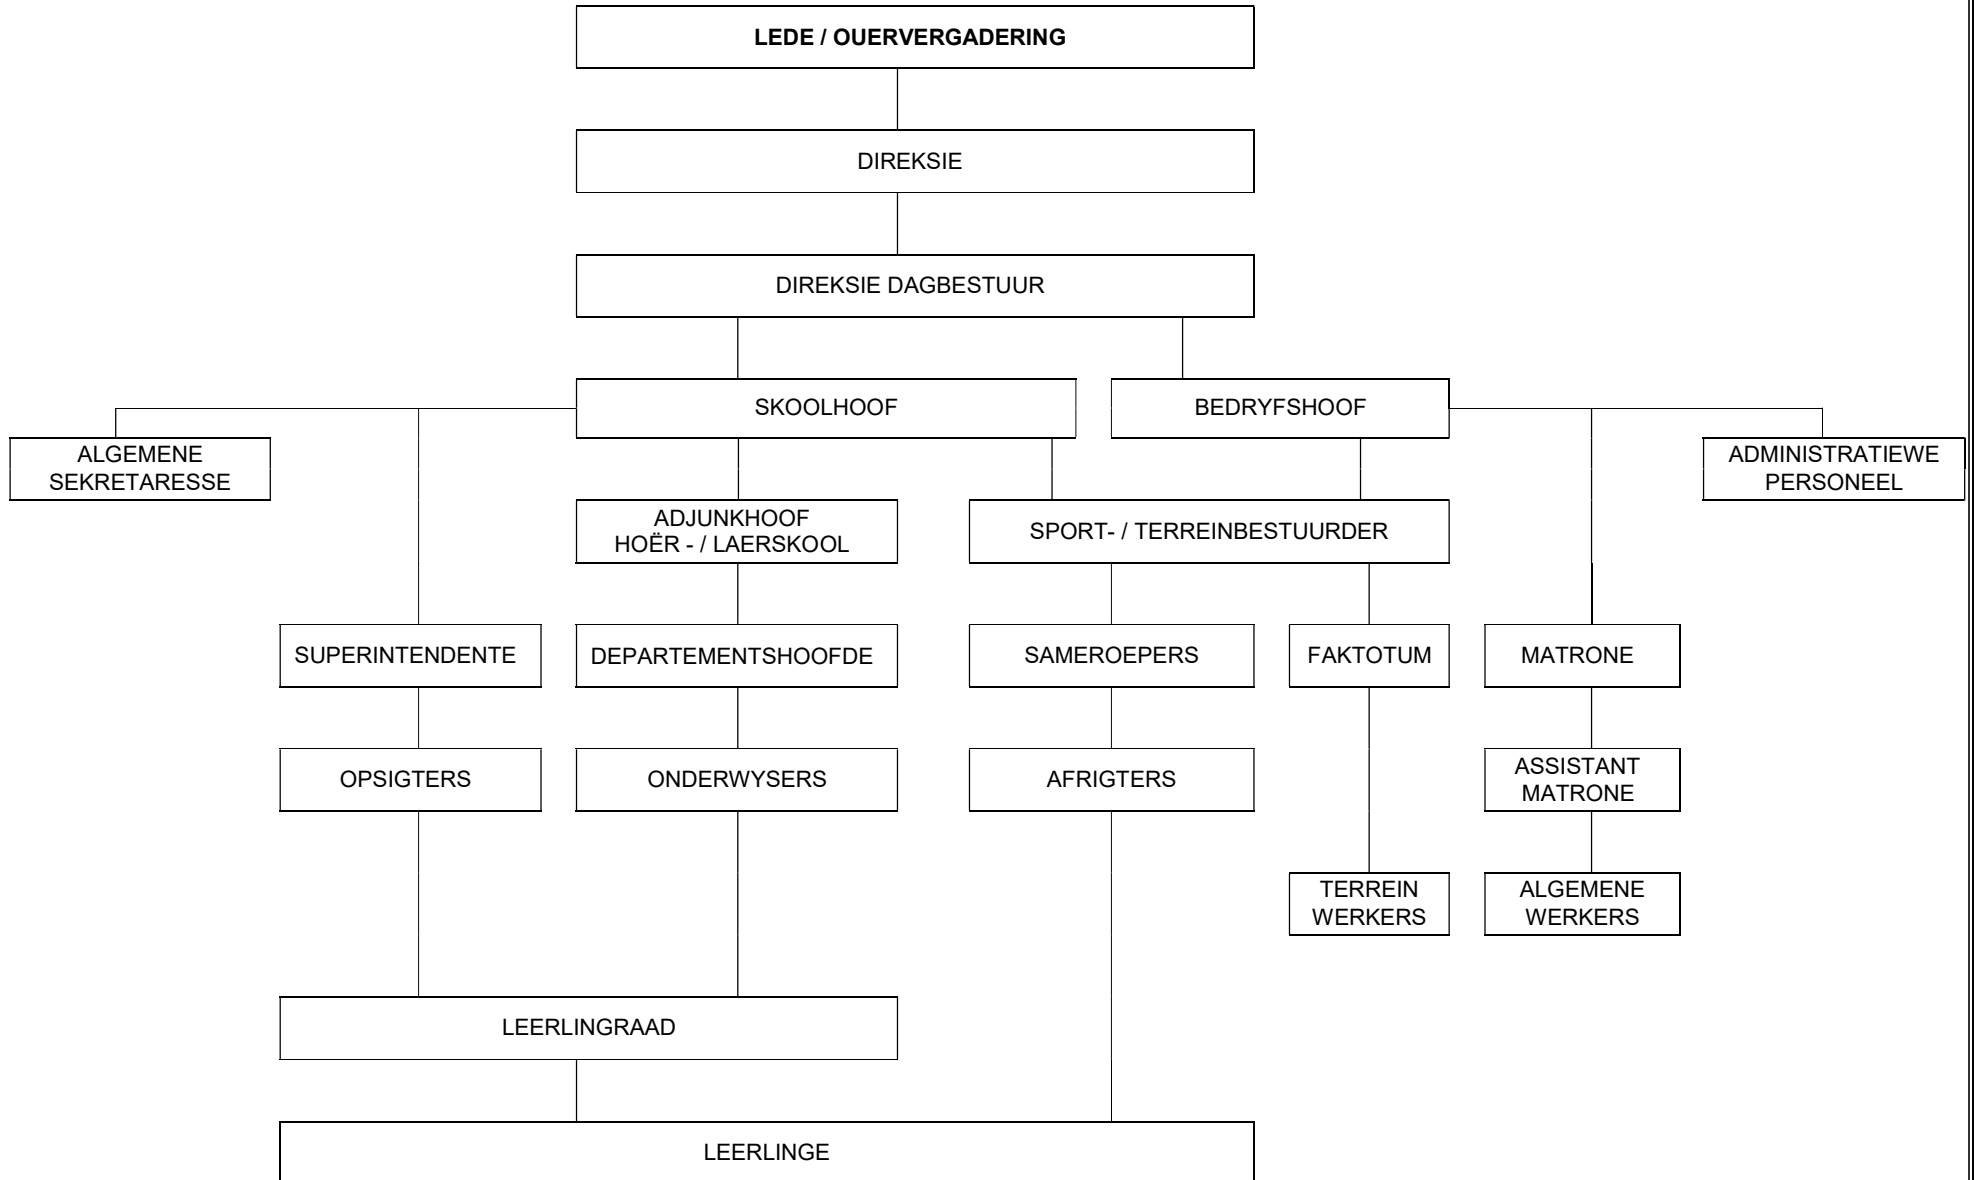 LEDE / OUERVERGADERING
DIREKSIE
DIREKSIE DAGBESTUUR
SKOOLHOOF
BEDRYFSHOOF
ALGEMENE
SEKRETARESSE
ADMINISTRATIEWE
PERSONEEL
ADJUNKHOOF
HOËR - / LAERSKOOL
SPORT- / TERREINBESTUURDER
SUPERINTENDENTE
DEPARTEMENTSHOOFDE
SAMEROEPERS
FAKTOTUM
MATRONE
OPSIGTERS
ONDERWYSERS
AFRIGTERS
ASSISTANT
MATRONE
TERREIN
WERKERS
ALGEMENE
WERKERS
LEERLINGRAAD
LEERLINGE